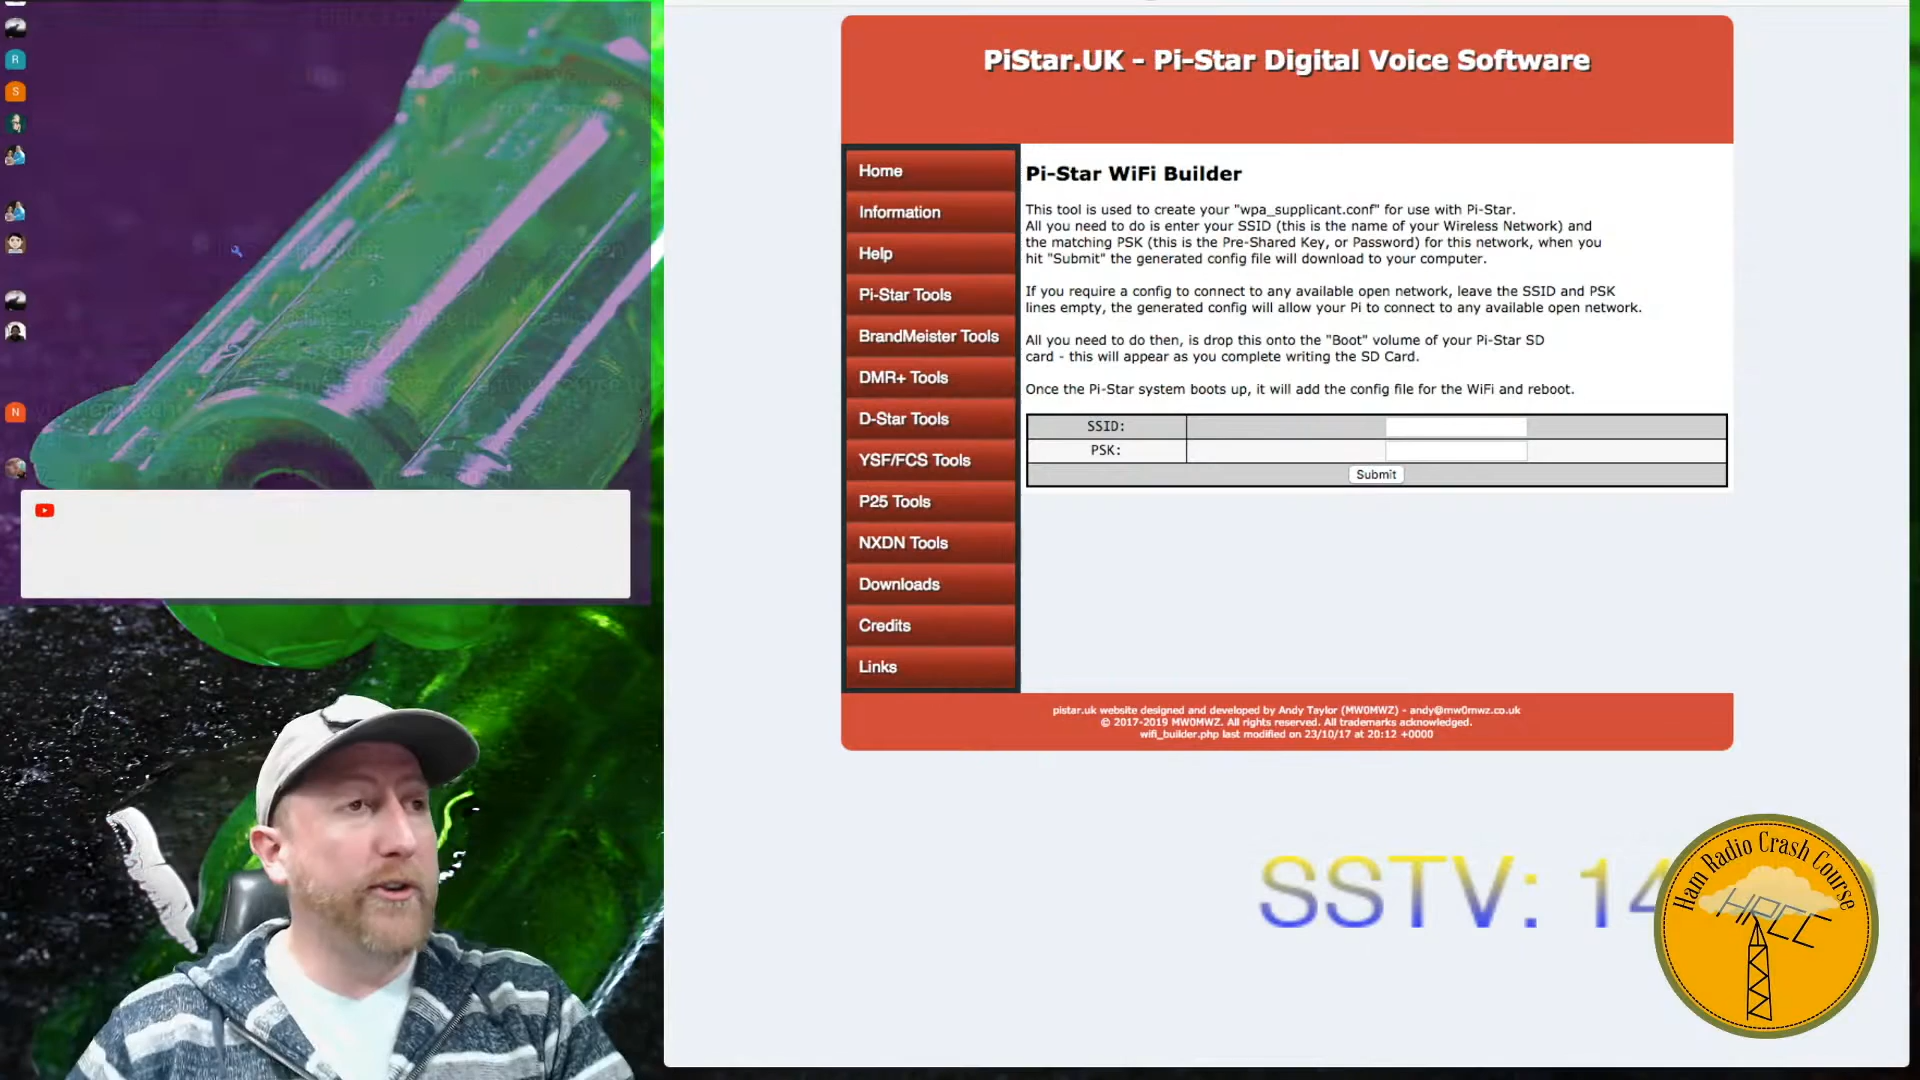 R
S
N
PiStar.UK - Pi-Star Digital Voice Software
Home
Information
Help
Pi-Star Tools
BrandMeister Tools
DMR+ Tools
D-Star Tools
YSF/FCS Tools
P25 Tools
NXDN Tools
Downloads
Credits
Links
Pi-Star WiFi Builder
This tool is used to create your "wpa_supplicant.conf" for use with Pi-Star.
All you need to do is enter your SSID (this is the name of your Wireless Network) and
the matching PSK (this is the Pre-Shared Key, or Password) for this network, when you
hit "Submit" the generated config file will download to your computer.
If you require a config to connect to any available open network, leave the SSID and PSK
lines empty, the generated config will allow your Pi to connect to any available open network.
All you need to do then, is drop this onto the "Boot" volume of your Pi-Star SD
card - this will appear as you complete writing the SD Card.
Once the Pi-Star system boots up, it will add the config file for the WiFi and reboot.
SSID:
PSK:
Submit
pistar.uk website designed and developed by Andy Taylor (MW0MWZ) - andy@mw0mwz.co.uk
© 2017-2019 MW0MWZ. All rights reserved. All trademarks acknowledged.
wifi_builder.php last modified on 23/10/17 at 20:12 +0000
SSTV: 14
Ham Radio Crash Course
HRCC